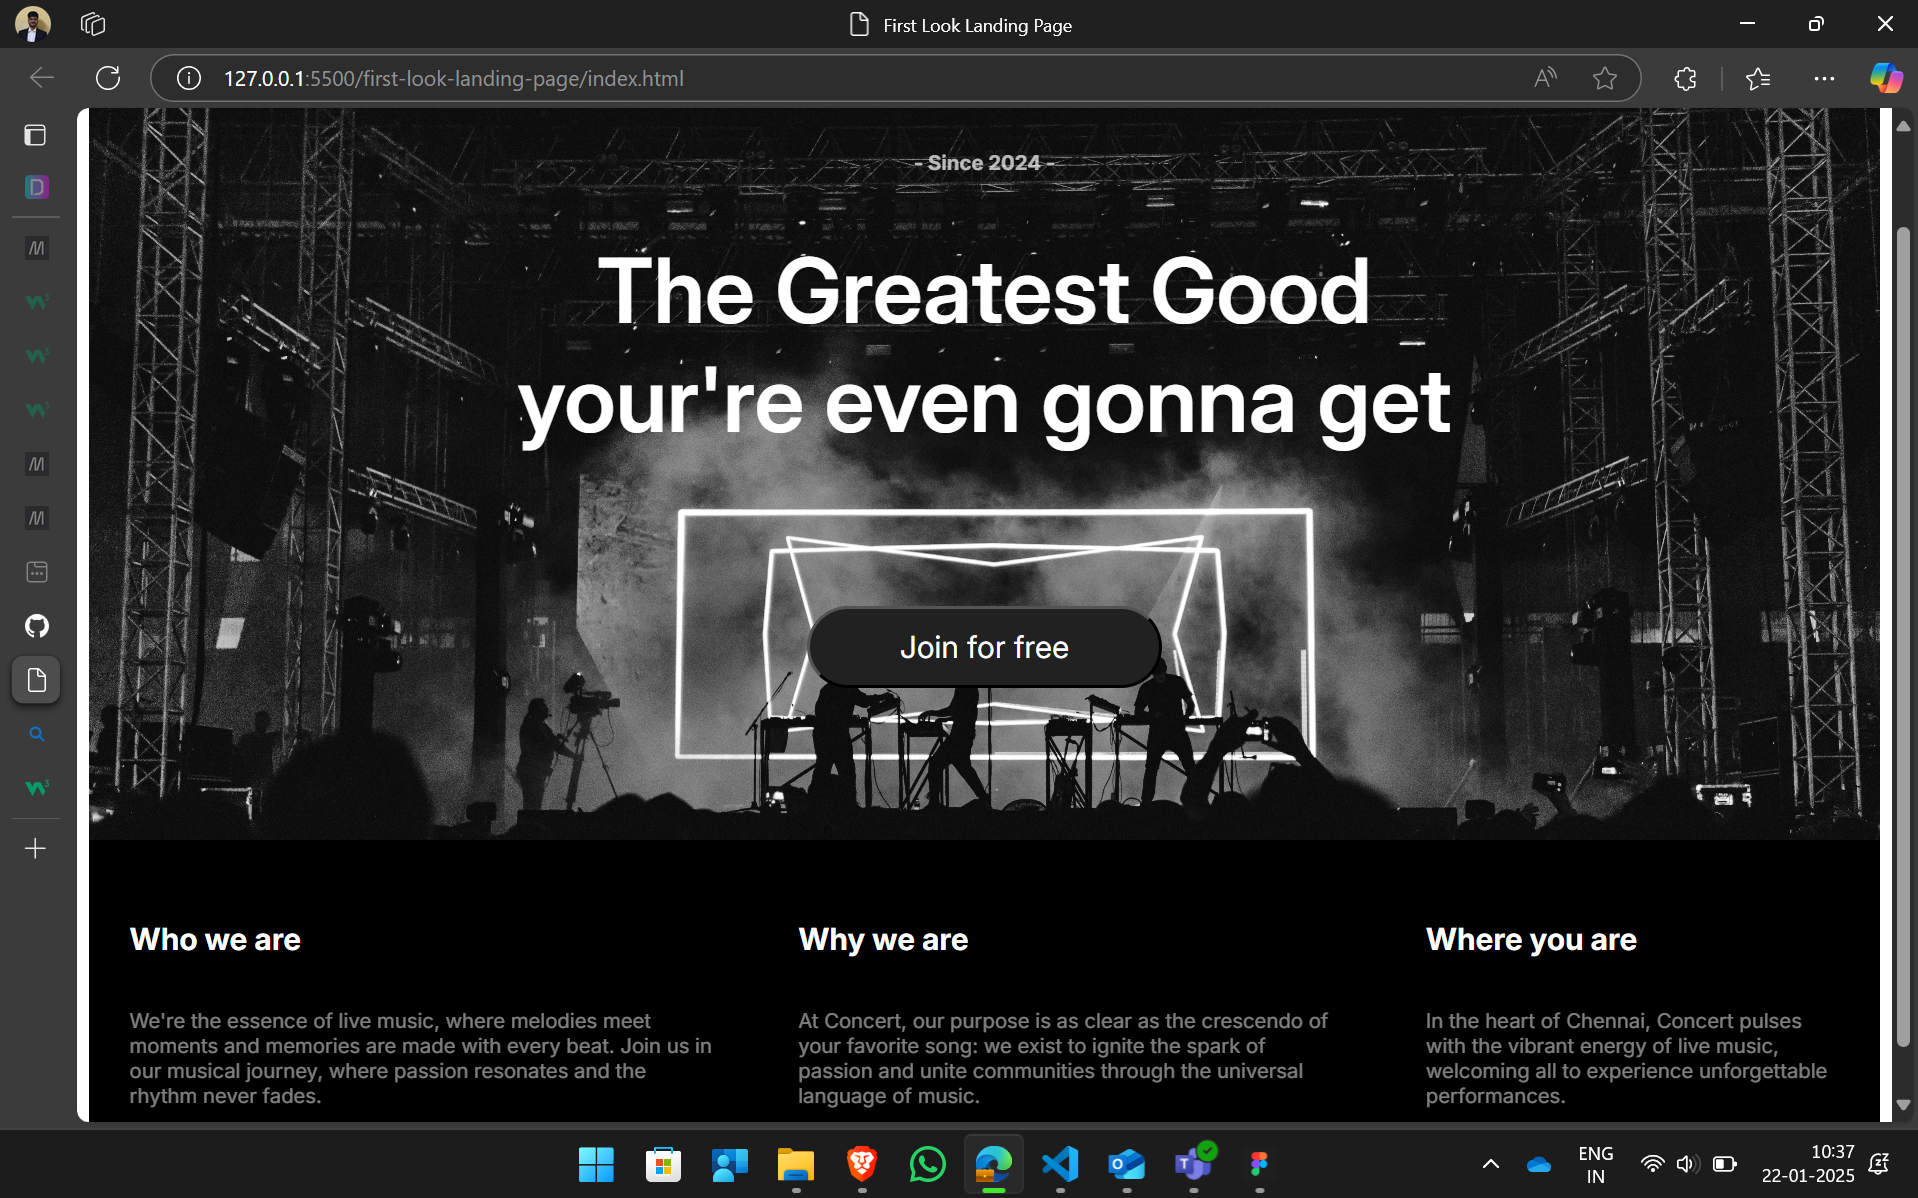 First Look Landing Page
127.0.0.1:5500/first-look-landing-page/index.html
- Since 2024 -
The Greatest Good
your're even gonna get
Join for free
Who we are
We're the essence of live music, where melodies meet
moments and memories are made with every beat. Join us in
our musical journey, where passion resonates and the
rhythm never fades.
Why we are
At Concert, our purpose is as clear as the crescendo of
your favorite song: we exist to ignite the spark of
passion and unite communities through the universal
language of music.
Where you are
In the heart of Chennai, Concert pulses
with the vibrant energy of live music,
welcoming all to experience unforgettable
performances.
ENG
IN
10:37
22-01-2025